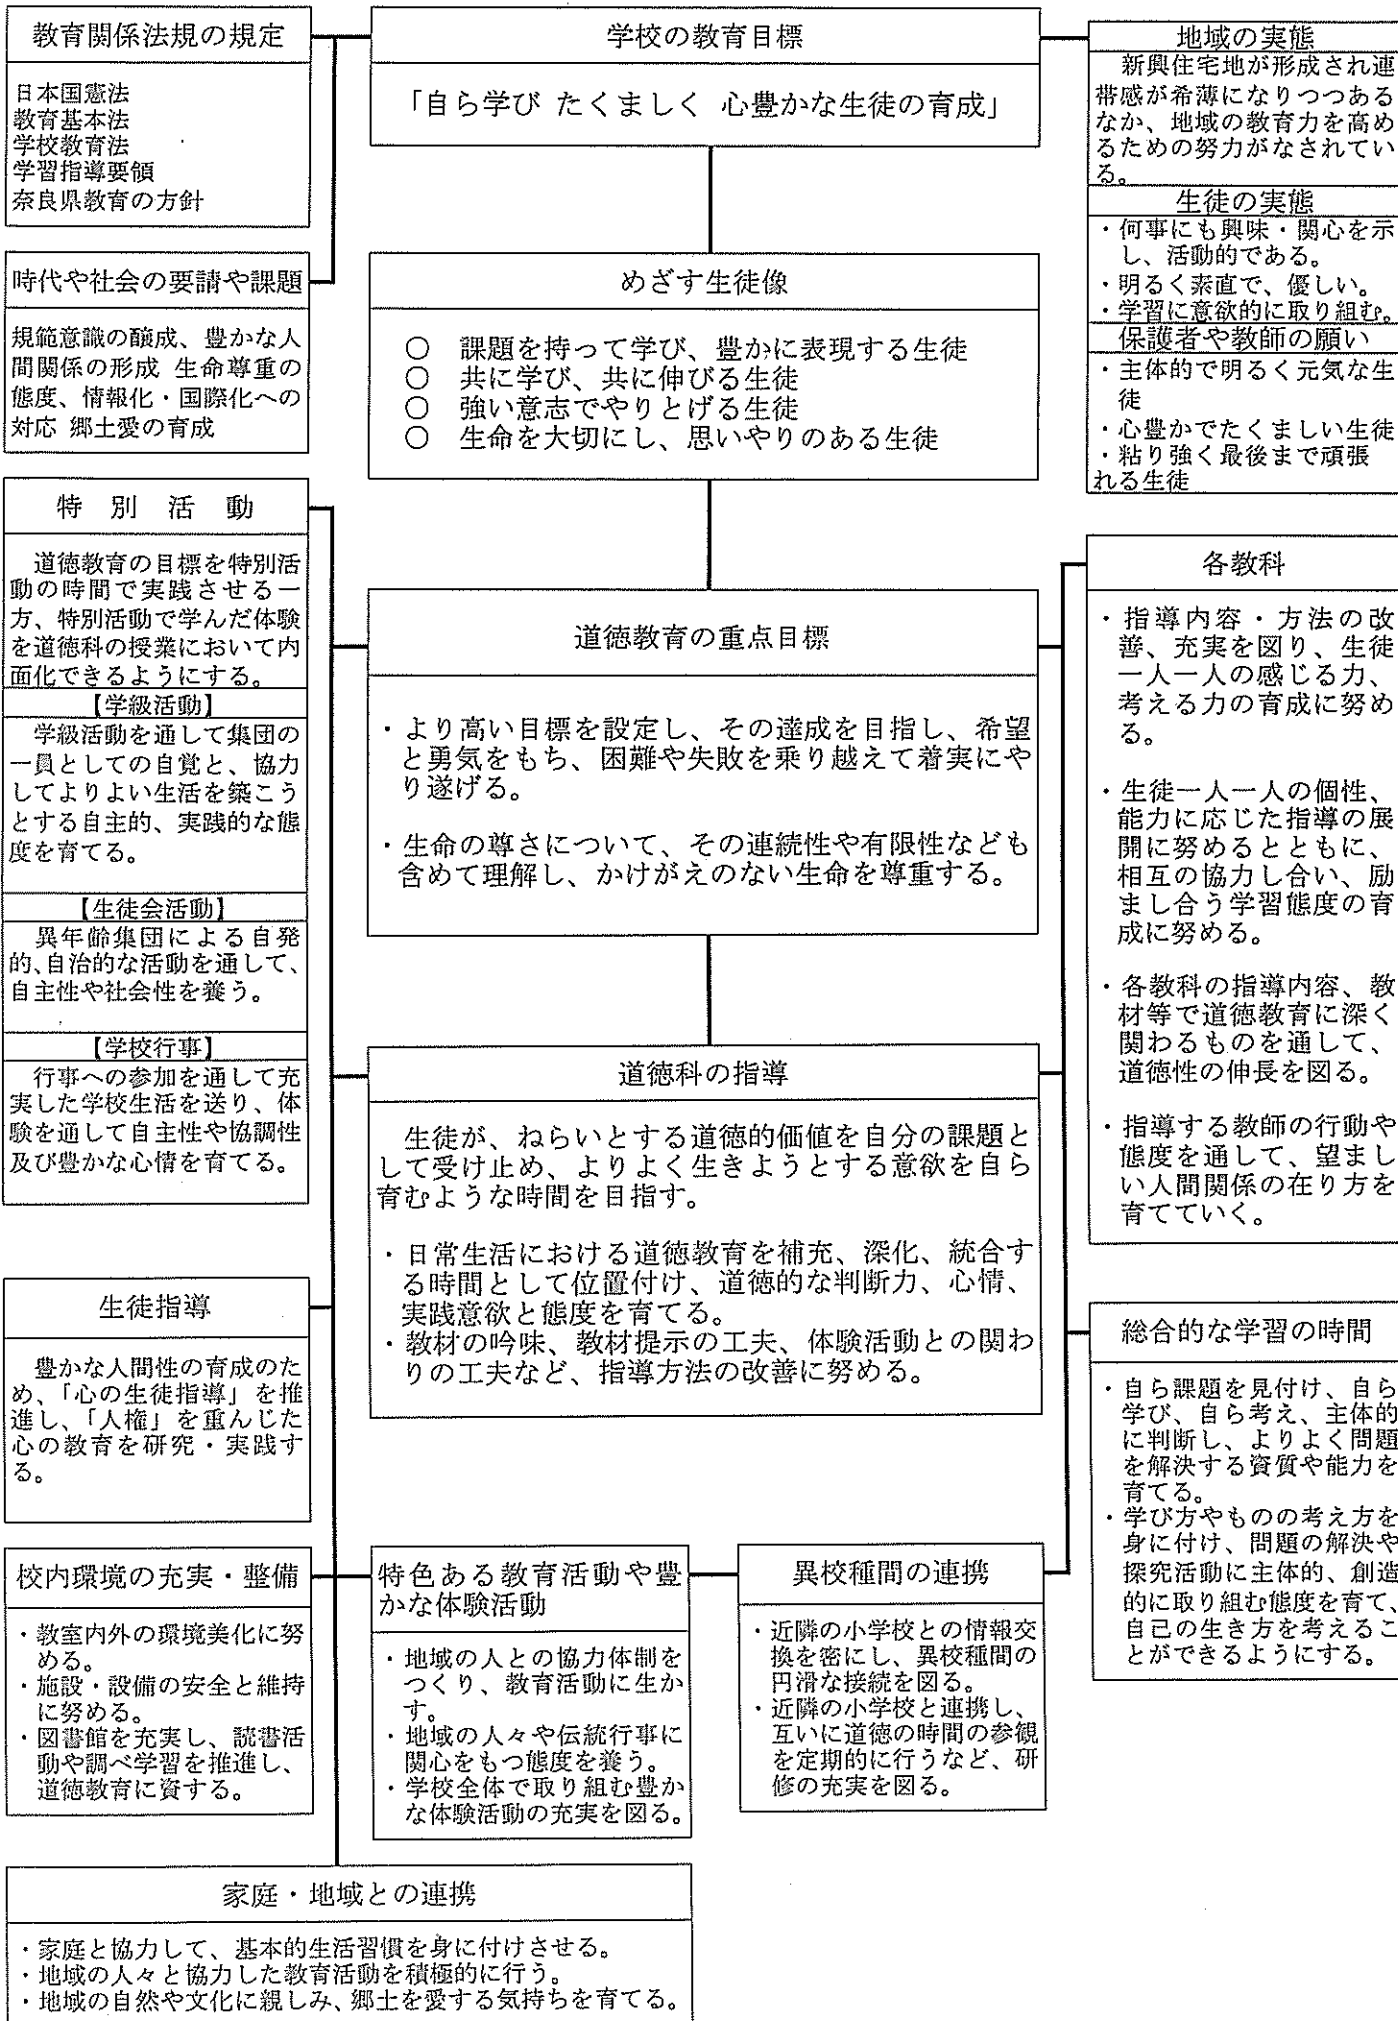 教育関係法規の規定
日本国憲法
教育基本法
学校教育法
学習指導要領
奈良県教育の方針
学校の教育目標
「自ら学び たくましく 心豊かな生徒の育成」
地域の実態
新興住宅地が形成され連
帯感が希薄になりつつある
なか、地域の教育力を高め
るための努力がなされてい
る。
生徒の実態
・何事にも興味・関心を示
し、活動的である。
・明るく素直で、優しい。
・学習に意欲的に取り組む。
保護者や教師の願い
・主体的で明るく元気な生
徒
・心豊かでたくましい生徒
・粘り強く最後まで頑張
れる生徒
時代や社会の要請や課題
規範意識の醸成、豊かな人
間関係の形成 生命尊重の
態度、情報化・国際化への
対応 郷土愛の育成
めざす生徒像
○ 課題を持って学び、豊かに表現する生徒
○ 共に学び、共に伸びる生徒
○ 強い意志でやりとげる生徒
○ 生命を大切にし、思いやりのある生徒
特 別 活 動
道徳教育の目標を特別活
動の時間で実践させる一
方、特別活動で学んだ体験
を道徳科の授業において内
面化できるようにする。
【学級活動】
学級活動を通して集団の
一員としての自覚と、協力
してよりよい生活を築こう
とする自主的、実践的な態
度を育てる。
【生徒会活動】
異年齢集団による自発
的、自治的な活動を通して、
自主性や社会性を養う。
【学校行事】
行事への参加を通して充
実した学校生活を送り、体
験を通して自主性や協調性
及び豊かな心情を育てる。
道徳教育の重点目標
・より高い目標を設定し、その達成を目指し、希望
と勇気をもち、困難や失敗を乗り越えて着実にや
り遂げる。
・生命の尊さについて、その連続性や有限性なども
含めて理解し、かけがえのない生命を尊重する。
各教科
・指導内容・方法の改
善、充実を図り、生徒
一人一人の感じる力、
考える力の育成に努め
る。
・生徒一人一人の個性、
能力に応じた指導の展
開に努めるとともに、
相互の協力し合い、励
まし合う学習態度の育
成に努める。
・各教科の指導内容、教
材等で道徳教育に深く
関わるものを通して、
道徳性の伸長を図る。
・指導する教師の行動や
態度を通して、望まし
い人間関係の在り方を
育てていく。
道徳科の指導
生徒が、ねらいとする道徳的価値を自分の課題と
して受け止め、よりよく生きようとする意欲を自ら
育むような時間を目指す。
・日常生活における道徳教育を補充、深化、統合す
る時間として位置付け、道徳的な判断力、心情、
実践意欲と態度を育てる。
・教材の吟味、教材提示の工夫、体験活動との関わ
りの工夫など、指導方法の改善に努める。
生徒指導
豊かな人間性の育成のた
め、「心の生徒指導」を推
進し、「人権」を重んじた
心の教育を研究・実践す
る。
総合的な学習の時間
・自ら課題を見付け、自ら
学び、自ら考え、主体的
に判断し、よりよく問題
を解決する資質や能力を
育てる。
・学び方やものの考え方を
身に付け、問題の解決や
探究活動に主体的、創造
的に取り組む態度を育て、
自己の生き方を考えるこ
とができるようにする。
校内環境の充実・整備
・教室内外の環境美化に努
める。
・施設・設備の安全と維持
に努める。
・図書館を充実し、読書活
動や調べ学習を推進し、
道徳教育に資する。
特色ある教育活動や豊
かな体験活動
・地域の人との協力体制を
つくり、教育活動に生か
す。
・地域の人々や伝統行事に
関心をもつ態度を養う。
・学校全体で取り組む豊か
な体験活動の充実を図る。
異校種間の連携
・近隣の小学校との情報交
換を密にし、異校種間の
円滑な接続を図る。
・近隣の小学校と連携し、
互いに道徳の時間の参観
を定期的に行うなど、研
修の充実を図る。
家庭・地域との連携
・家庭と協力して、基本的生活習慣を身に付けさせる。
・地域の人々と協力した教育活動を積極的に行う。
・地域の自然や文化に親しみ、郷土を愛する気持ちを育てる。